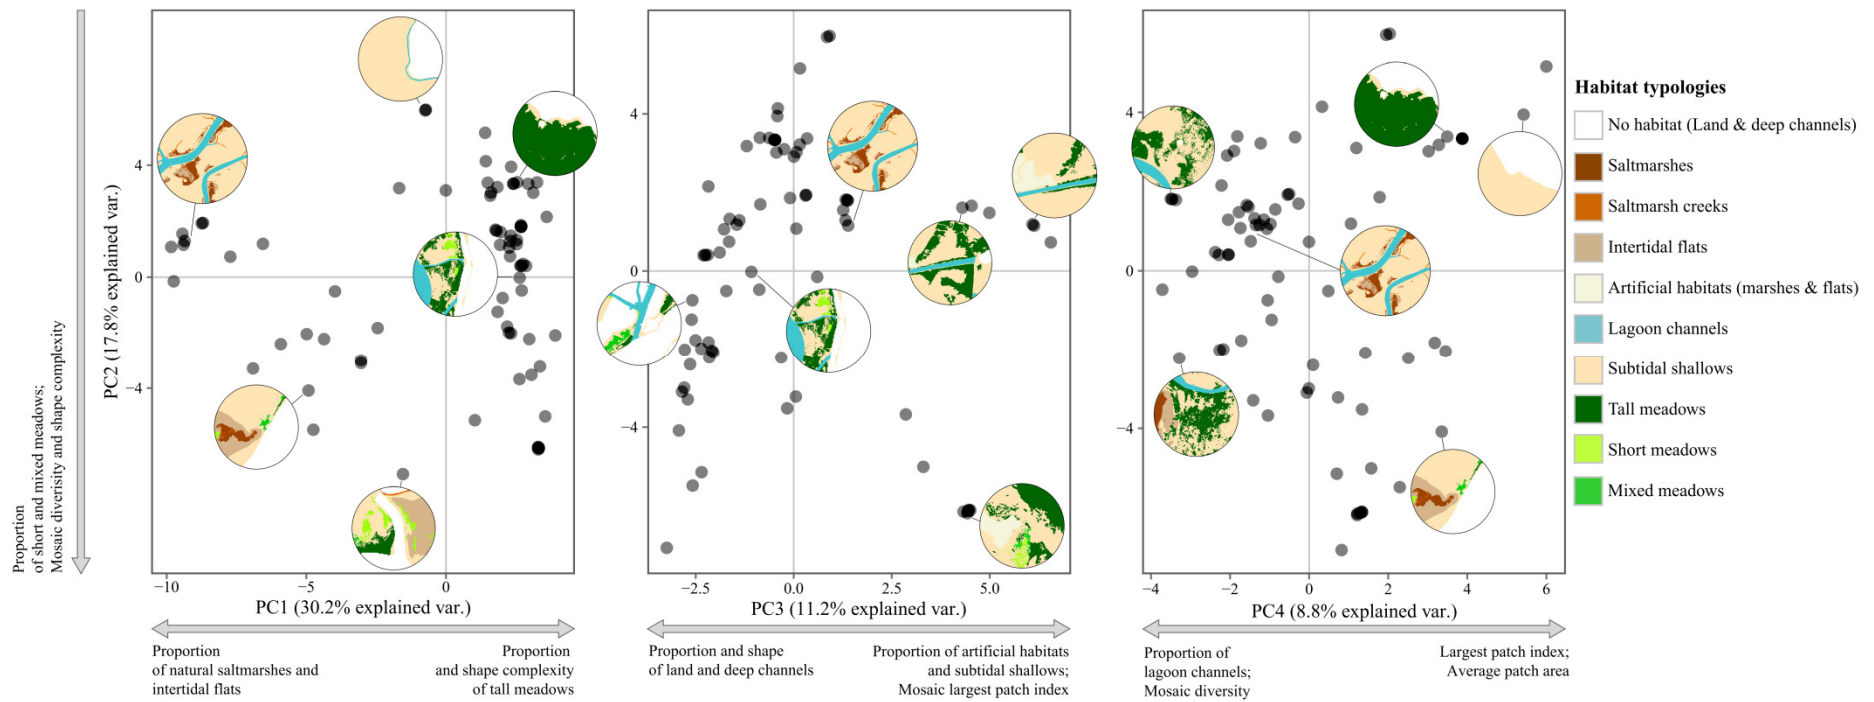 PC2 (17.8% explained var.)
Proportion
of short and mixed meadows;
Mosaic diverisity and shape complexity
4
0
−4
−10
−5
0
PC1 (30.2% explained var.)
Proportion
of natural saltmarshes and
intertidal flats
Proportion
and shape complexity
of tall meadows
4
0
−4
−2.5
0.0
2.5
5.0
PC3 (11.2% explained var.)
Proportion and shape
of land and deep channels
Proportion of artificial habitats
and subtidal shallows;
Mosaic largest patch index
4
0
−4
−4
−2
0
2
4
6
PC4 (8.8% explained var.)
Proportion of
lagoon channels;
Mosaic diversity
Largest patch index;
Average patch area
Habitat typologies
No habitat (Land & deep channels)
Saltmarshes
Saltmarsh creeks
Intertidal flats
Artificial habitats (marshes & flats)
Lagoon channels
Subtidal shallows
Tall meadows
Short meadows
Mixed meadows